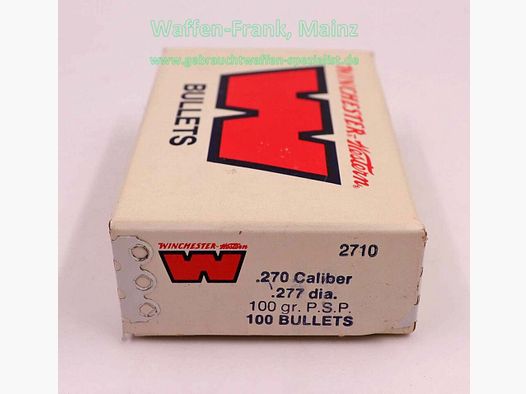 Waffen-Frank, Mainz
www.gebrauchtwaffen-spezialist.de
WINCHESTER-Western
W
BULLETS
WINCHESTER-Western
W
2710
.270 Caliber
.277 dia.
100 gr. P.S.P.
100 BULLETS